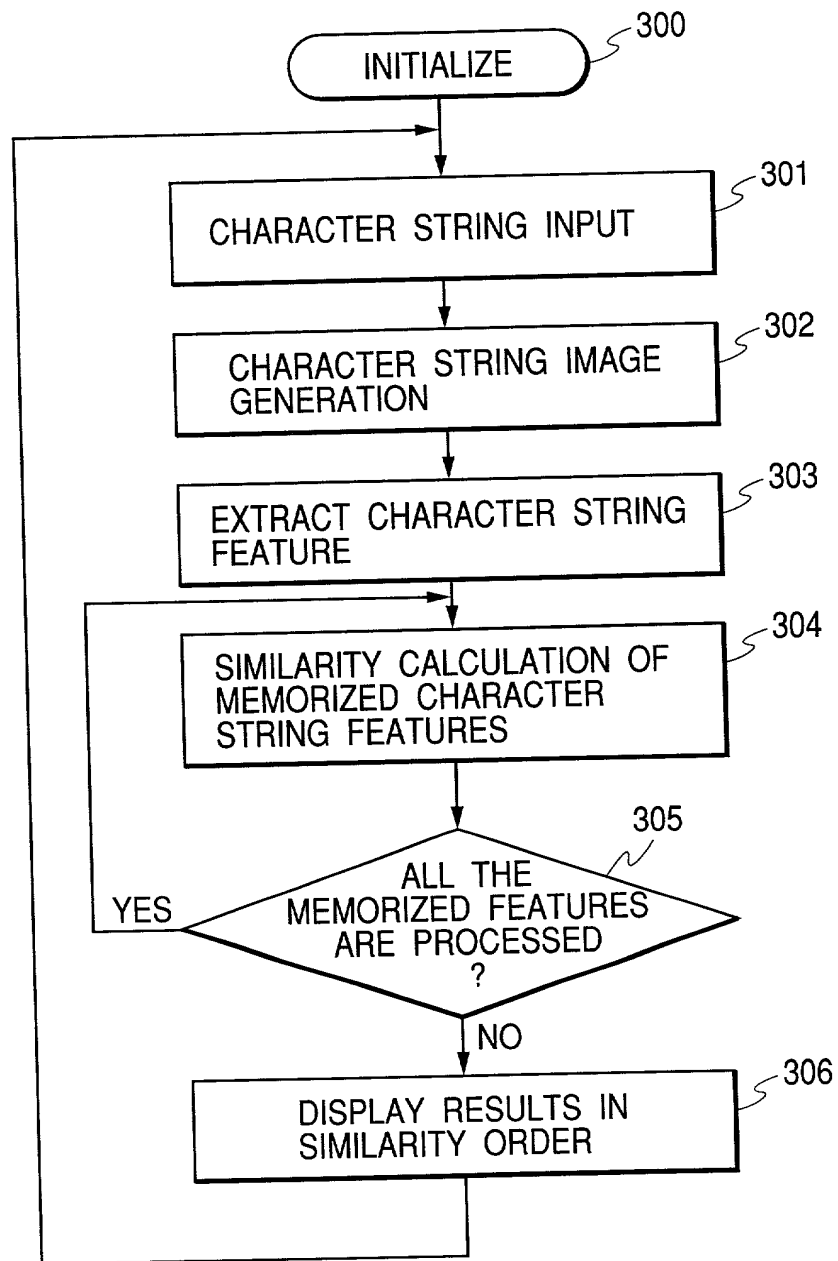 300
INITIALIZE
301
CHARACTER STRING INPUT
302
CHARACTER STRING IMAGE
GENERATION
303
EXTRACT CHARACTER STRING
FEATURE
304
SIMILARITY CALCULATION OF
MEMORIZED CHARACTER
STRING FEATURES
305
ALL THE
MEMORIZED FEATURES
ARE PROCESSED
?
YES
NO
306
DISPLAY RESULTS IN
SIMILARITY ORDER